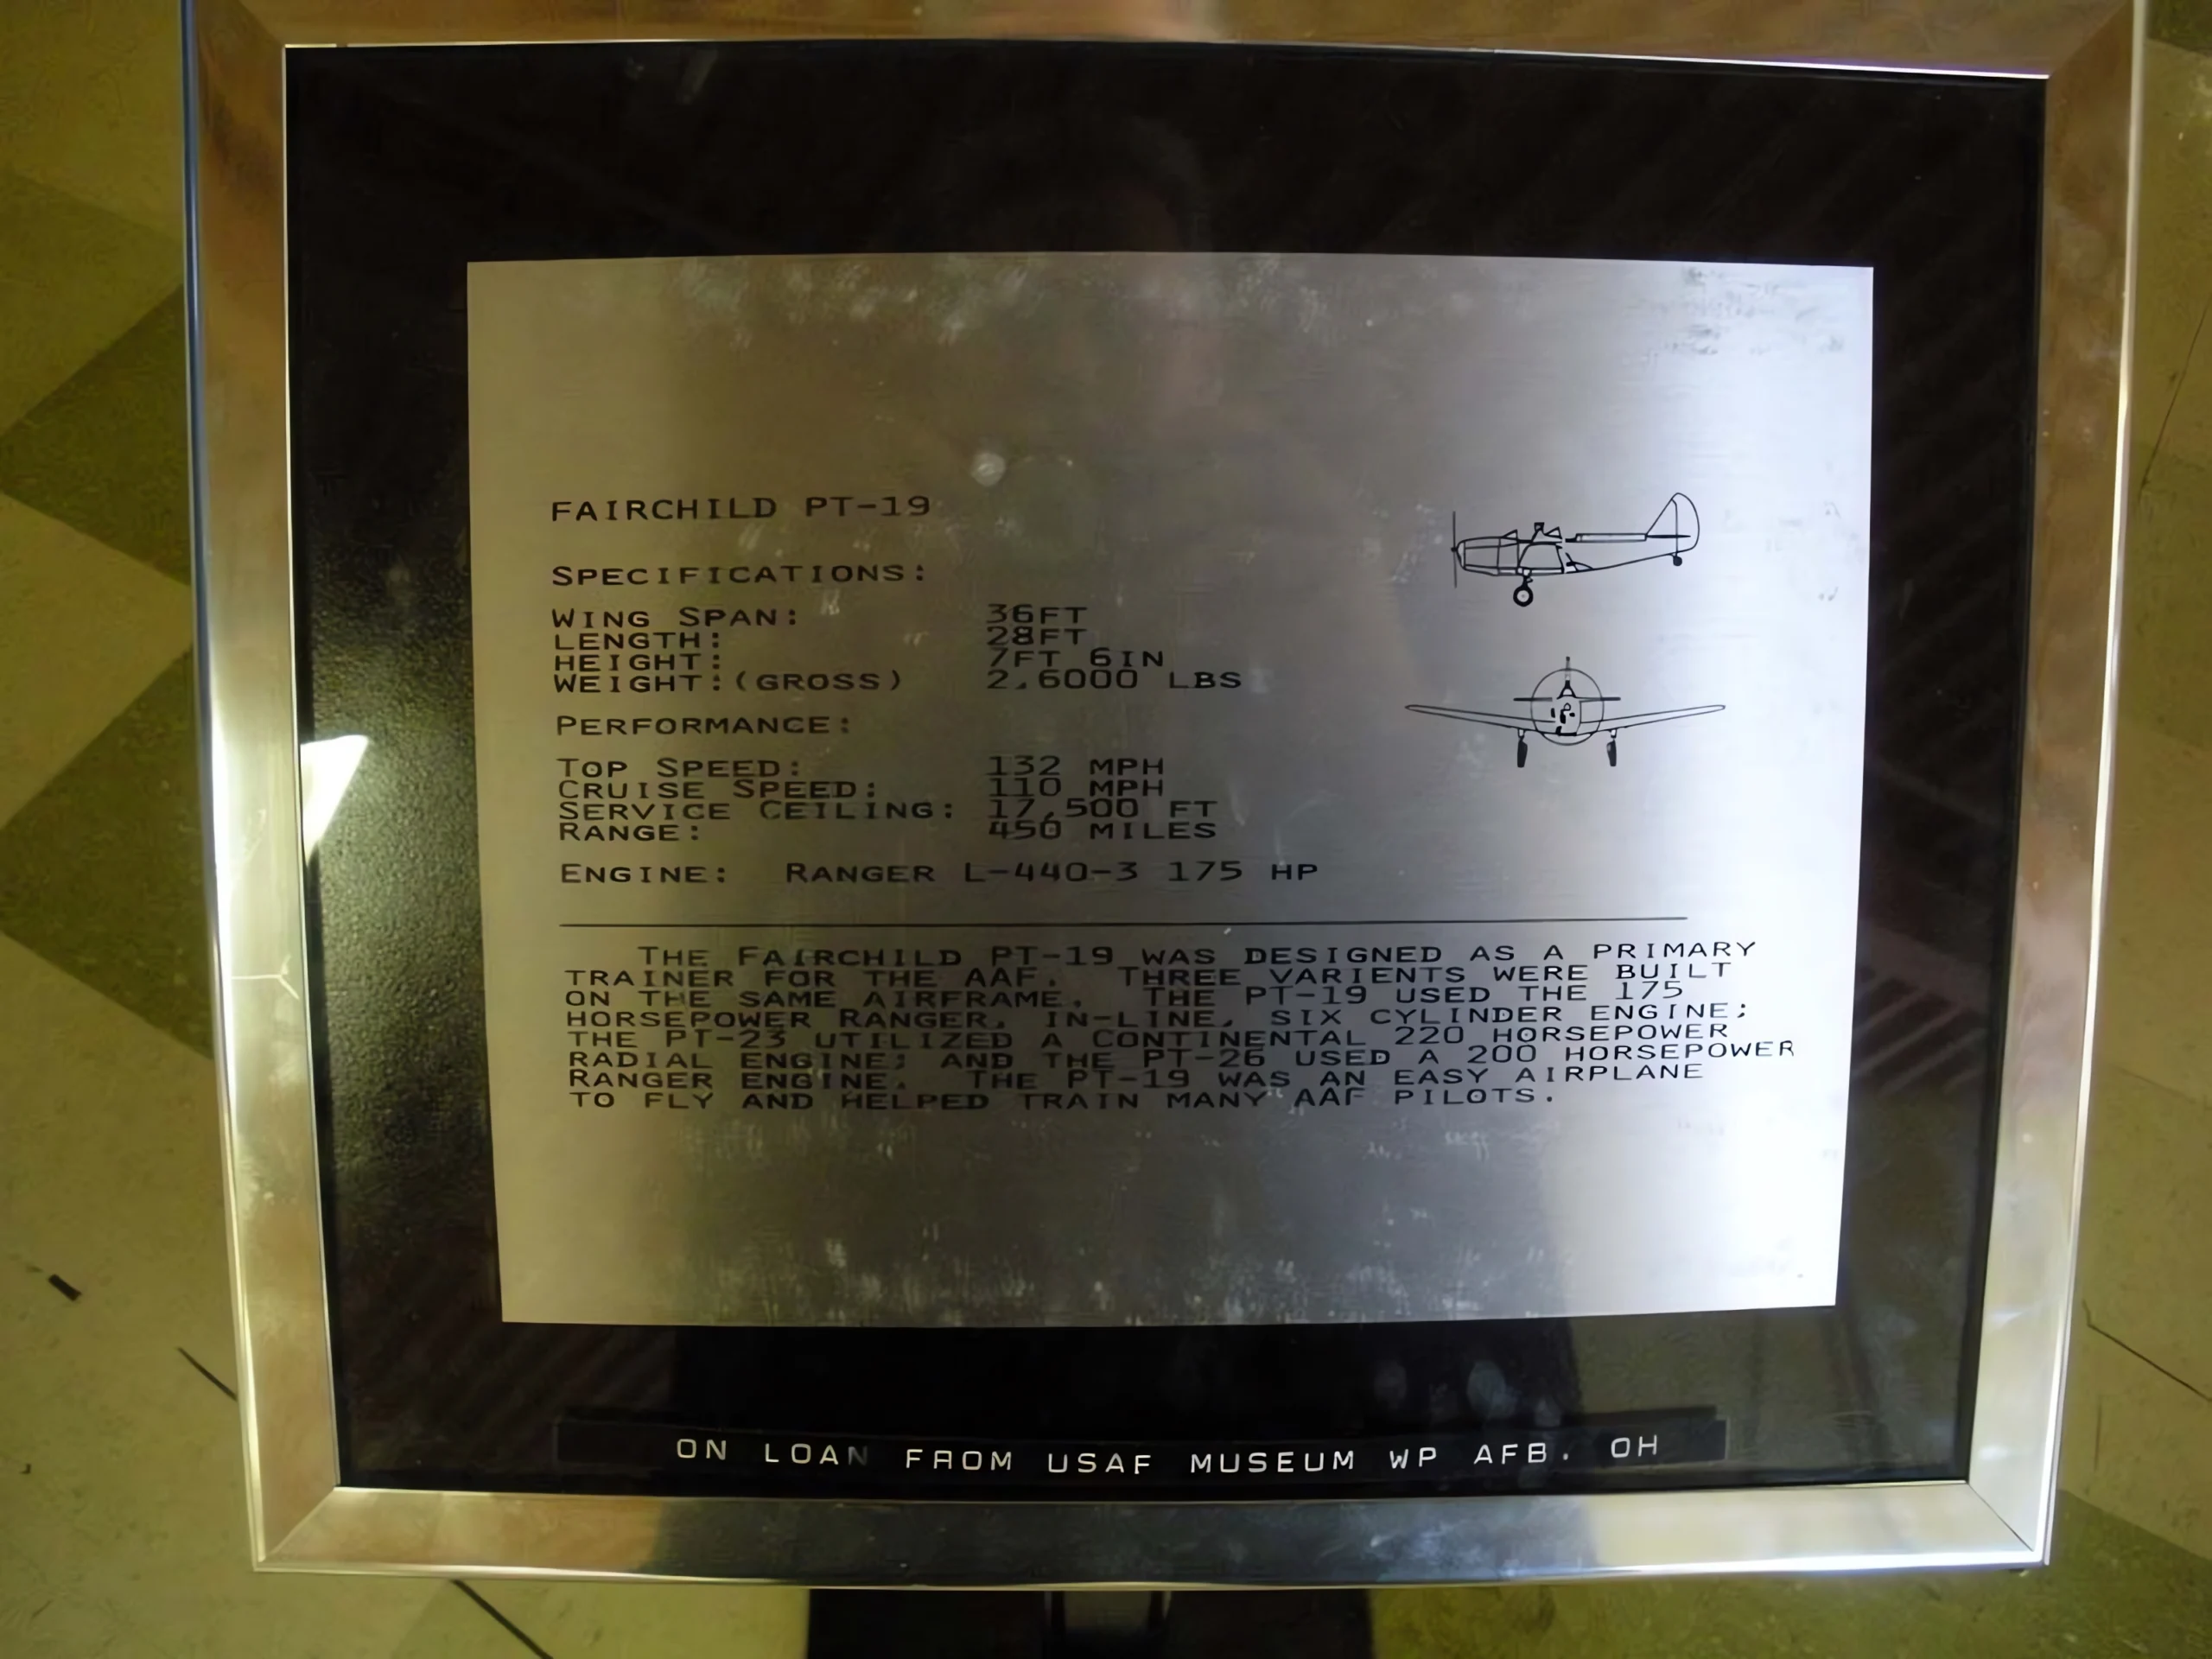 FAIRCHILD PT-19
SPECIFICATIONS:
WING SPAN: 36FT
LENGTH: 28FT
HEIGHT: 7FT 6IN
WEIGHT:(GROSS) 2,6000 LBS
PERFORMANCE:
TOP SPEED: 132 MPH
CRUISE SPEED: 110 MPH
SERVICE CEILING: 17,500 FT
RANGE: 450 MILES
ENGINE: RANGER L-440-3 175 HP
THE FAIRCHILD PT-19 WAS DESIGNED AS A PRIMARY
TRAINER FOR THE AAF. THREE VARIENTS WERE BUILT
ON THE SAME AIRFRAME. THE PT-19 USED THE 175
HORSEPOWER RANGER, IN-LINE, SIX CYLINDER ENGINE;
THE PT-23 UTILIZED A CONTINENTAL 220 HORSEPOWER
RADIAL ENGINE; AND THE PT-26 USED A 200 HORSEPOWER
RANGER ENGINE. THE PT-19 WAS AN EASY AIRPLANE
TO FLY AND HELPED TRAIN MANY AAF PILOTS.
ON LOAN FROM USAF MUSEUM WP AFB. OH